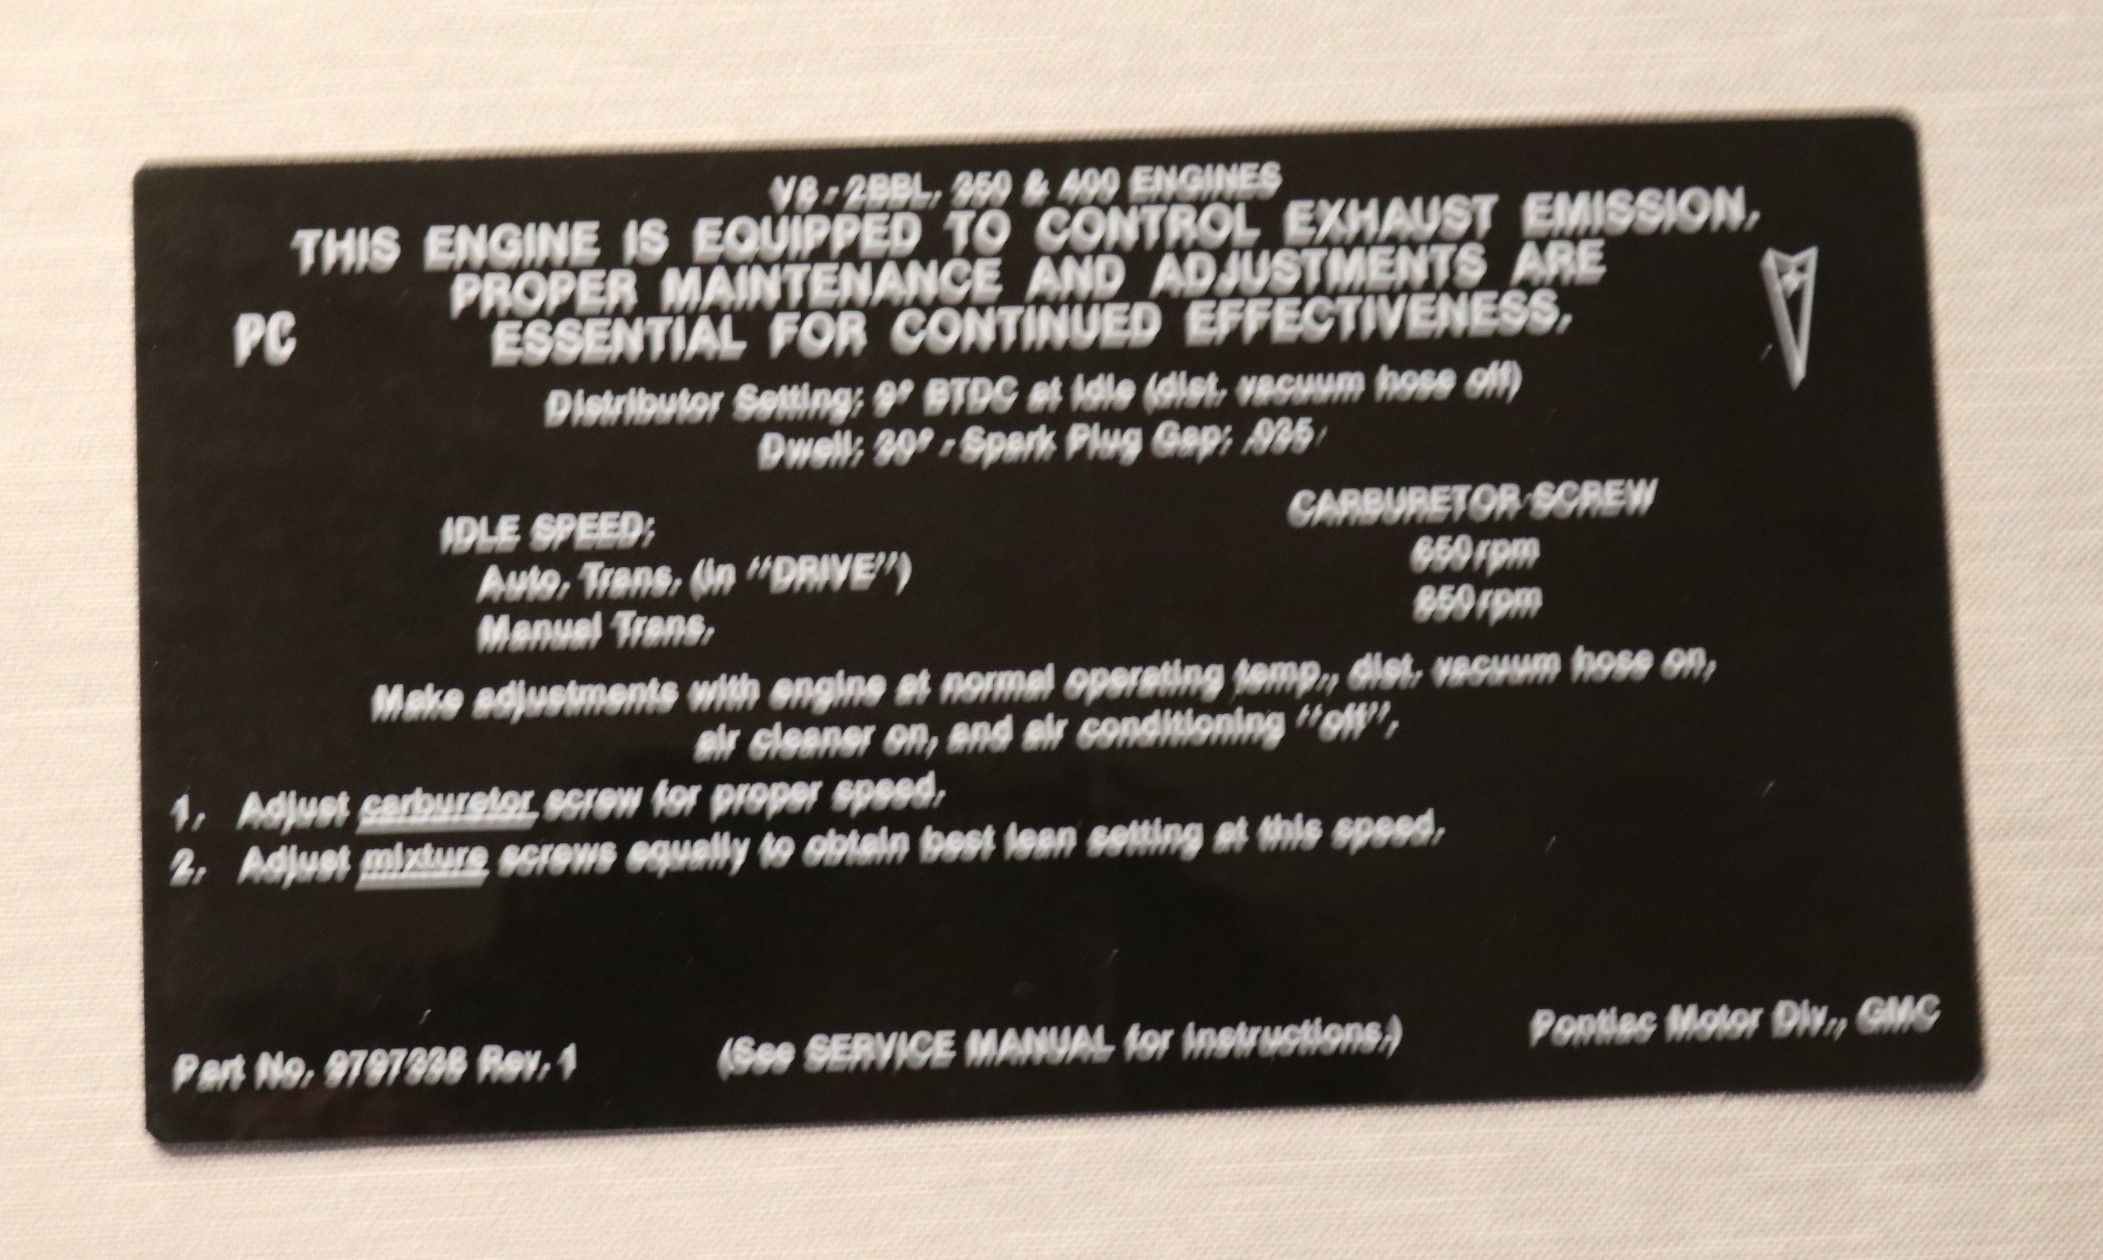 V8 - 2BBL. 350 & 400 ENGINES
THIS ENGINE IS EQUIPPED TO CONTROL EXHAUST EMISSION.
PROPER MAINTENANCE AND ADJUSTMENTS ARE
ESSENTIAL FOR CONTINUED EFFECTIVENESS.
PC
Distributor Setting: 9° BTDC at idle (dist. vacuum hose off)
Dwell: 30° - Spark Plug Gap: .035
IDLE SPEED: CARBURETOR SCREW
Auto. Trans. (in "DRIVE") 650 rpm
Manual Trans. 850 rpm
Make adjustments with engine at normal operating temp., dist. vacuum hose on,
air cleaner on, and air conditioning "off".
1. Adjust carburetor screw for proper speed.
2. Adjust mixture screws equally to obtain best lean setting at this speed.
Part No. Rev. 1 (See SERVICE MANUAL for instructions.) Pontiac Motor Div., GMC